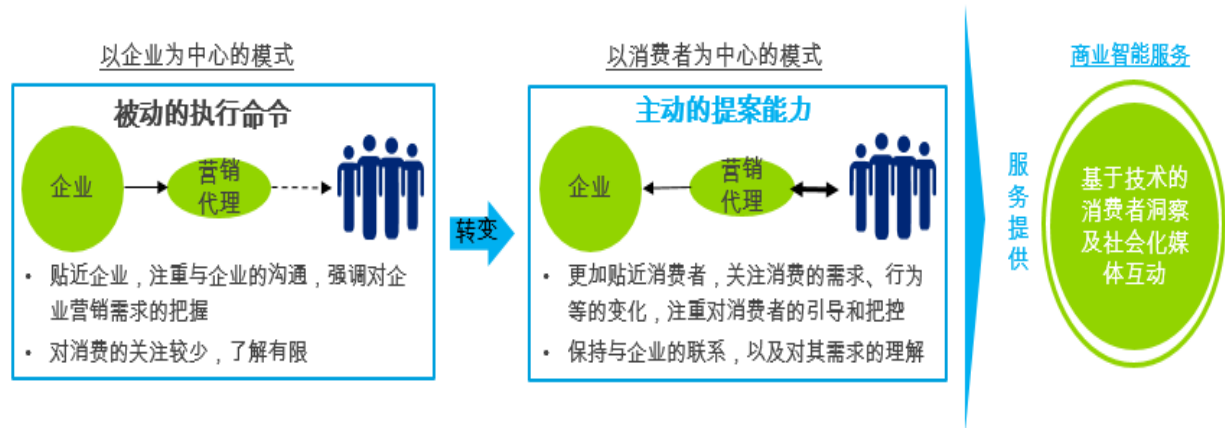 以企业为中心的模式
被动的执行命令
企业
营销
代理
• 贴近企业，注重与企业的沟通，强调对企
业营销需求的把握
• 对消费的关注较少，了解有限
转变
以消费者为中心的模式
主动的提案能力
企业
营销
代理
• 更加贴近消费者，关注消费的需求、行为
等的变化，注重对消费者的引导和把控
• 保持与企业的联系，以及对其需求的理解
服
务
提
供
商业智能服务
基于技术的
消费者洞察
及社会化媒
体互动